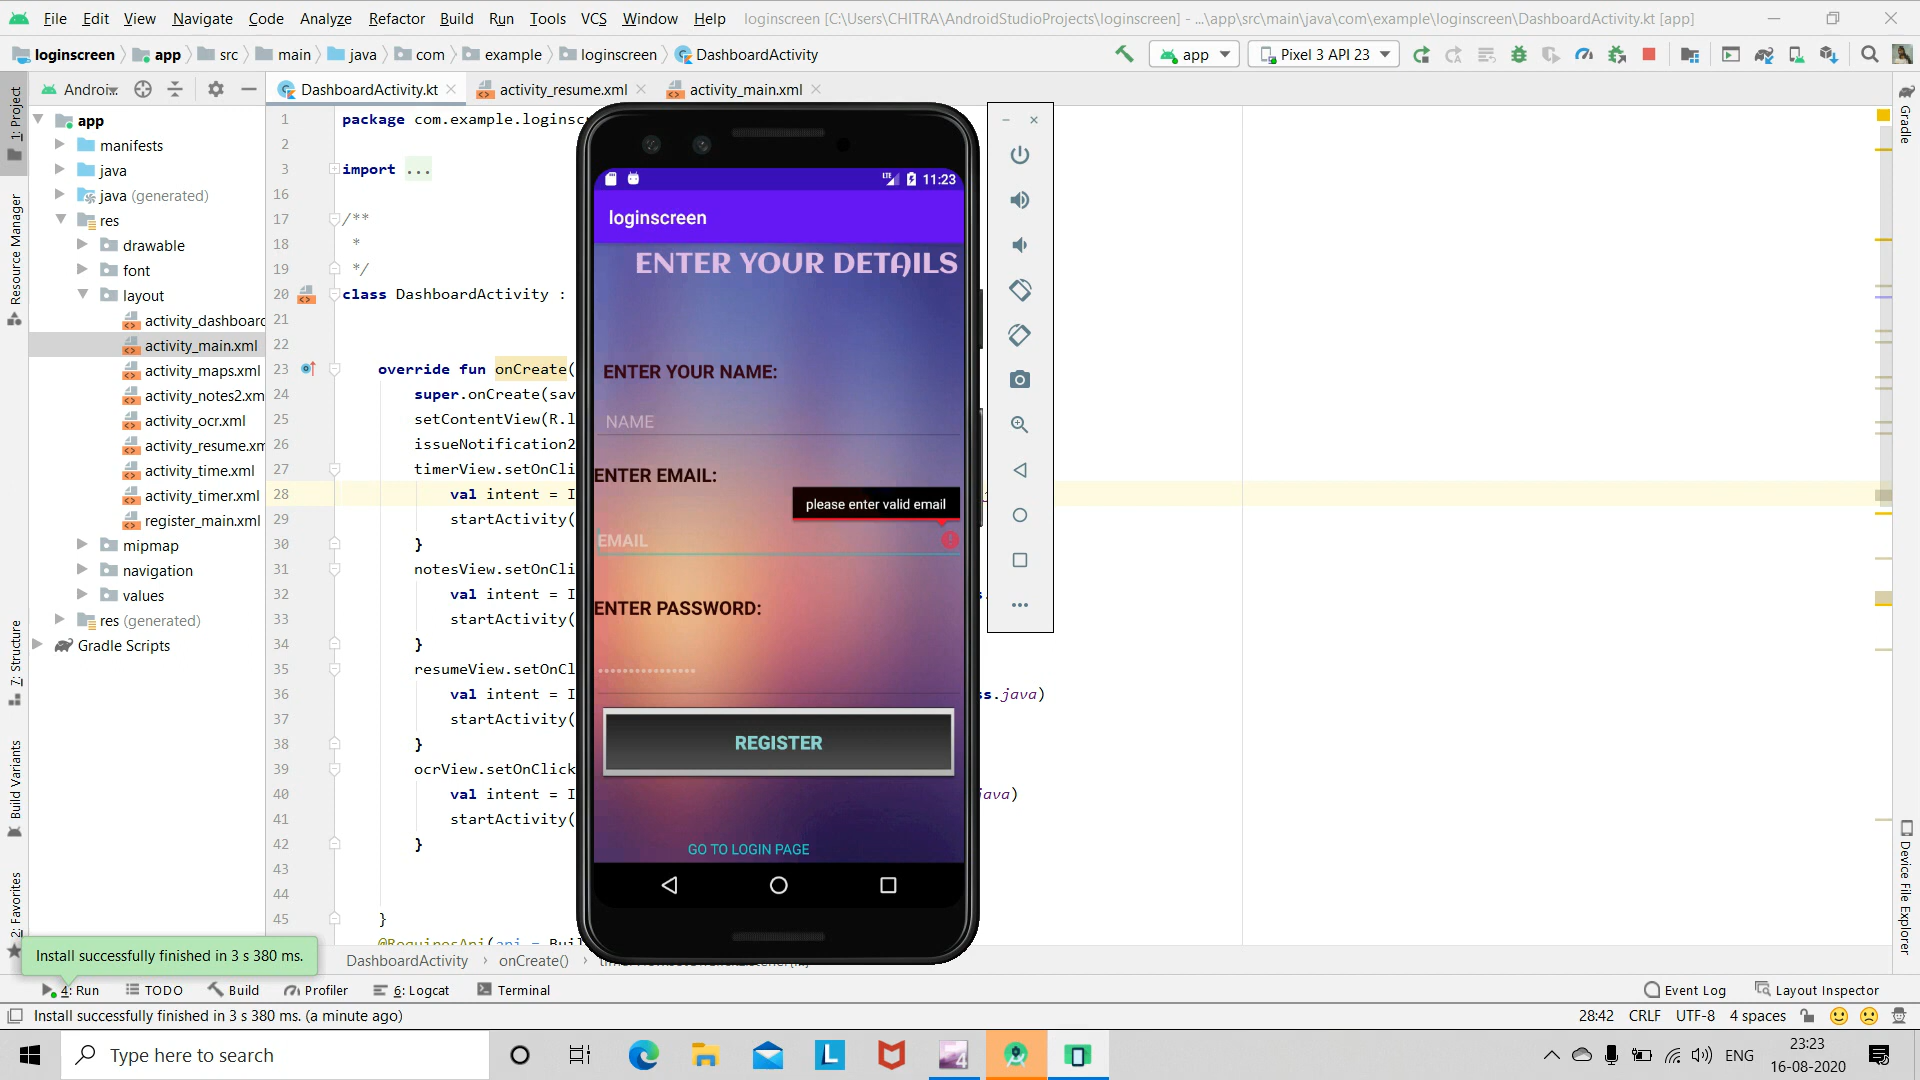 File Edit View Navigate Code Analyze Refactor Build Run Tools VCS Window Help loginscreen [C:\Users\CHITRA\AndroidStudioProjects\loginscreen] - ...\app\src\main\java\com\example\loginscreen\DashboardActivity.kt [app]
loginscreen app src main java com example loginscreen DashboardActivity app Pixel 3 API 23
Androi DashboardActivity.kt activity_resume.xml activity_main.xml
1: Project
Resource Manager
7: Structure
Build Variants
2: Favorites
app
manifests
java
java (generated)
res
drawable
font
layout
activity_dashboard
activity_main.xml
activity_maps.xml
activity_notes2.xm
activity_ocr.xml
activity_resume.xm
activity_time.xml
activity_timer.xml
register_main.xml
mipmap
navigation
values
res (generated)
Gradle Scripts
1 package com.example.loginsc
2
3 import ...
16
17 /**
18 *
19 */
20 class DashboardActivity :
21
22
23 override fun onCreate(
24 super.onCreate(sav
25 setContentView(R.l
26 issueNotification2
27 timerView.setOnCli
28 val intent = I
29 startActivity(
30 }
31 notesView.setOnCli
32 val intent = I
33 startActivity(
34 }
35 resumeView.setOnCl
36 val intent = I s.java)
37 startActivity(
38 }
39 ocrView.setOnClick
40 val intent = I ava)
41 startActivity(
42 }
43
44
45 }
@RequiresApi(api = Buil
LTE 11:23
loginscreen
ENTER YOUR DETAILS
ENTER YOUR NAME:
NAME
ENTER EMAIL:
please enter valid email
EMAIL
ENTER PASSWORD:
REGISTER
GO TO LOGIN PAGE
Gradle
Device File Explorer
Install successfully finished in 3 s 380 ms.
DashboardActivity onCreate()
4: Run TODO Build Profiler 6: Logcat Terminal Event Log Layout Inspector
Install successfully finished in 3 s 380 ms. (a minute ago) 28:42 CRLF UTF-8 4 spaces
Type here to search L 4 ENG 23:23
16-08-2020